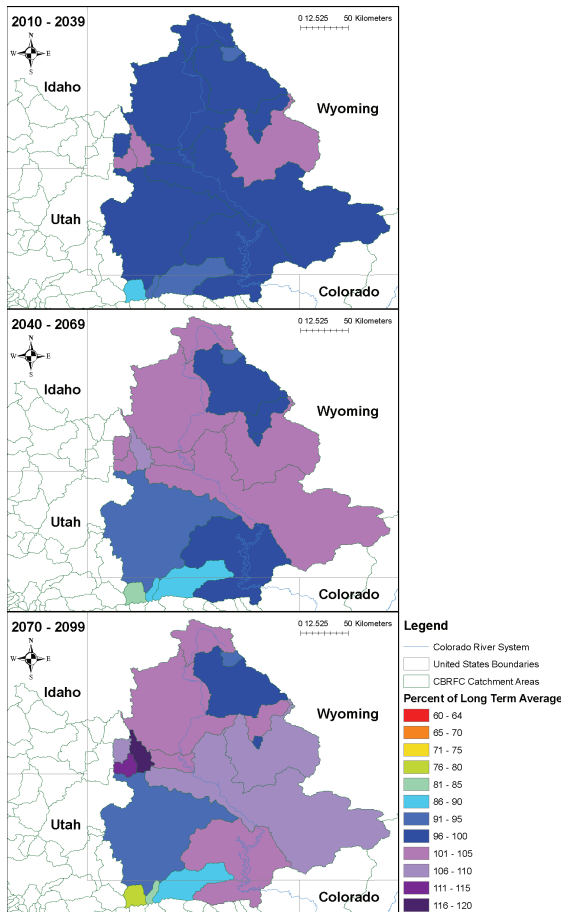 2010 - 2039
0 12.525 50 Kilometers
N
W E
S
Idaho
Wyoming
Utah
Colorado
2040 - 2069
0 12.525 50 Kilometers
N
W E
S
Idaho
Wyoming
Utah
Colorado
2070 - 2099
0 12.525 50 Kilometers
N
W E
S
Idaho
Wyoming
Utah
Colorado
Legend
Colorado River System
United States Boundaries
CBRFC Catchment Areas
Percent of Long Term Average
60 - 64
65 - 70
71 - 75
76 - 80
81 - 85
86 - 90
91 - 95
96 - 100
101 - 105
106 - 110
111 - 115
116 - 120